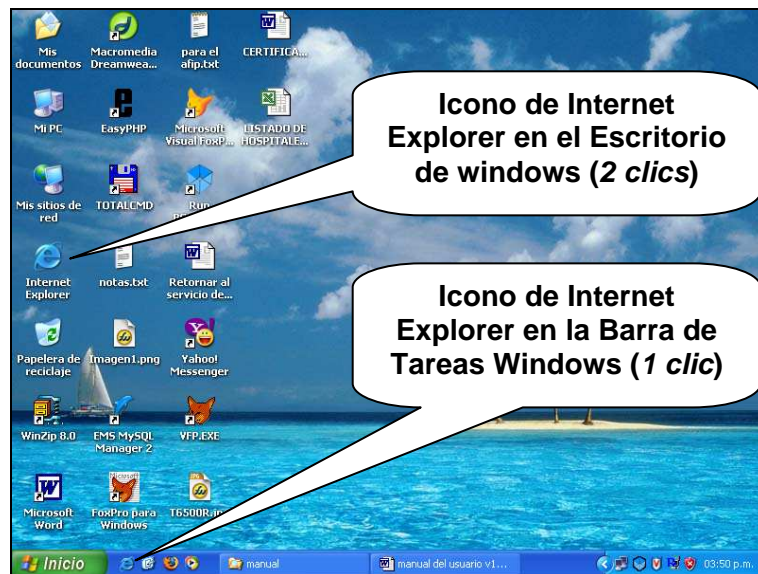 Mis
documentos
Macromedia
Dreamwea...
para el
afip.txt
CERTIFICA...
Mi PC
EasyPHP
Microsoft
Visual FoxP...
LISTADO DE
HOSPITALE...
Mis sitios de
red
TOTALCMD
Run
Internet
Explorer
notas.txt
Retornar al
servicio de...
Papelera de
reciclaje
Imagen1.png
Yahoo!
Messenger
WinZip 8.0
EMS MySQL
Manager 2
VFP.EXE
Microsoft
Word
Microsoft
FoxPro para
Windows
Icono de Internet
Explorer en el Escritorio
de windows (2 clics)
Icono de Internet
Explorer en la Barra de
Tareas Windows (1 clic)
Inicio
manual
manual del usuario v1...
03:50 p.m.